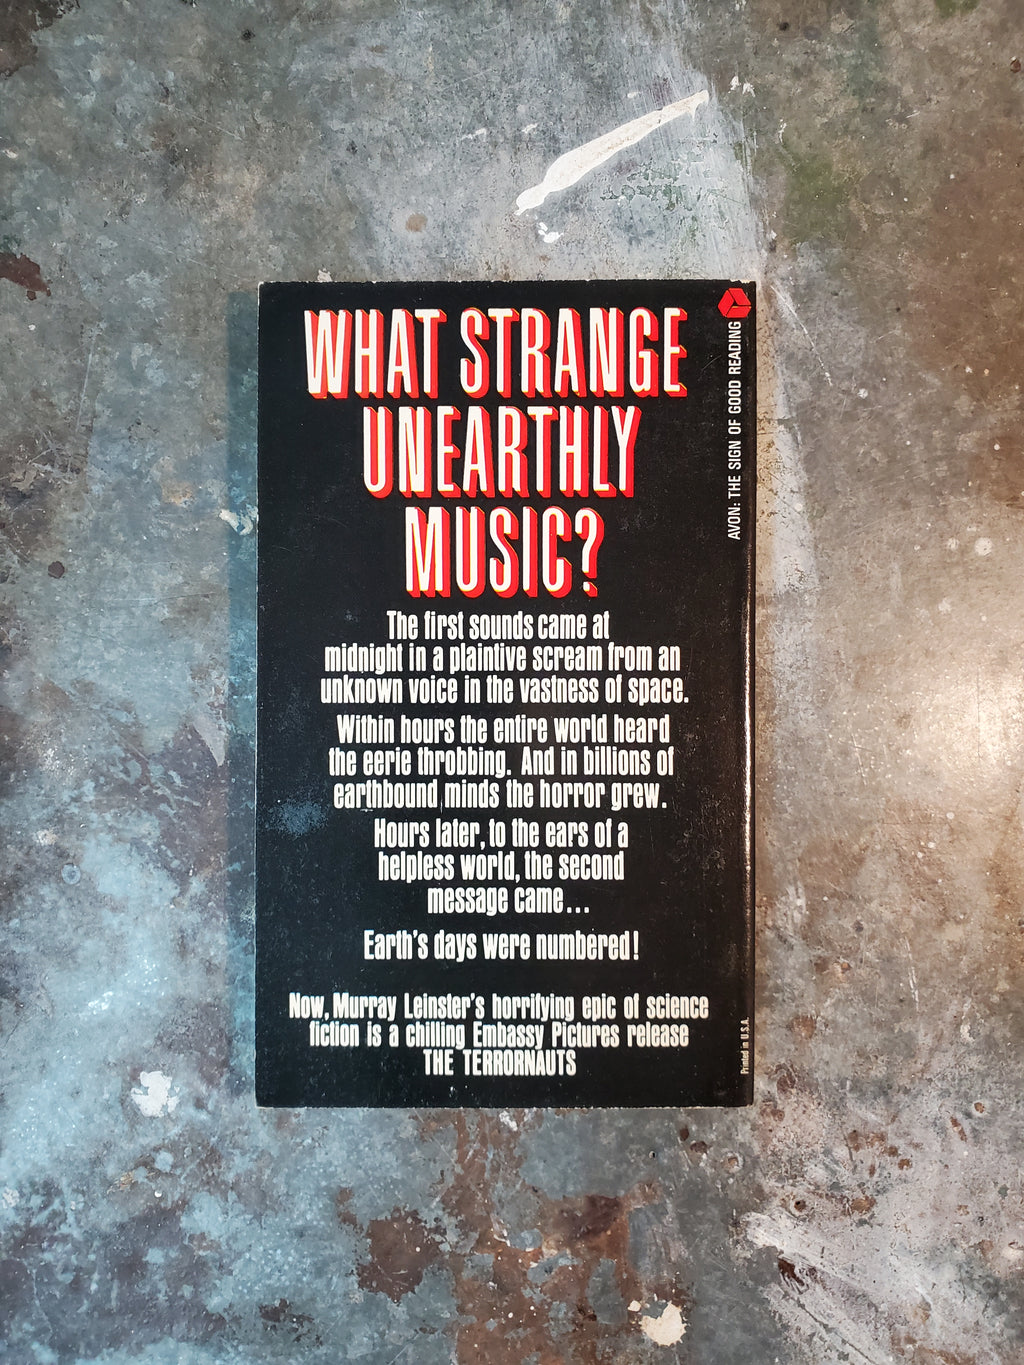 WHAT STRANGE
UNEARTHLY
MUSIC?
The first sounds came at
midnight in a plaintive scream from an
unknown voice in the vastness of space.
Within hours the entire world heard
the eerie throbbing. And in billions of
earthbound minds the horror grew.
Hours later, to the ears of a
helpless world, the second
message came...
Earth's days were numbered!
Now, Murray Leinster's horrifying epic of science
fiction is a chilling Embassy Pictures release
THE TERRORNAUTS
AVON: THE SIGN OF GOOD READING
Printed in U.S.A.